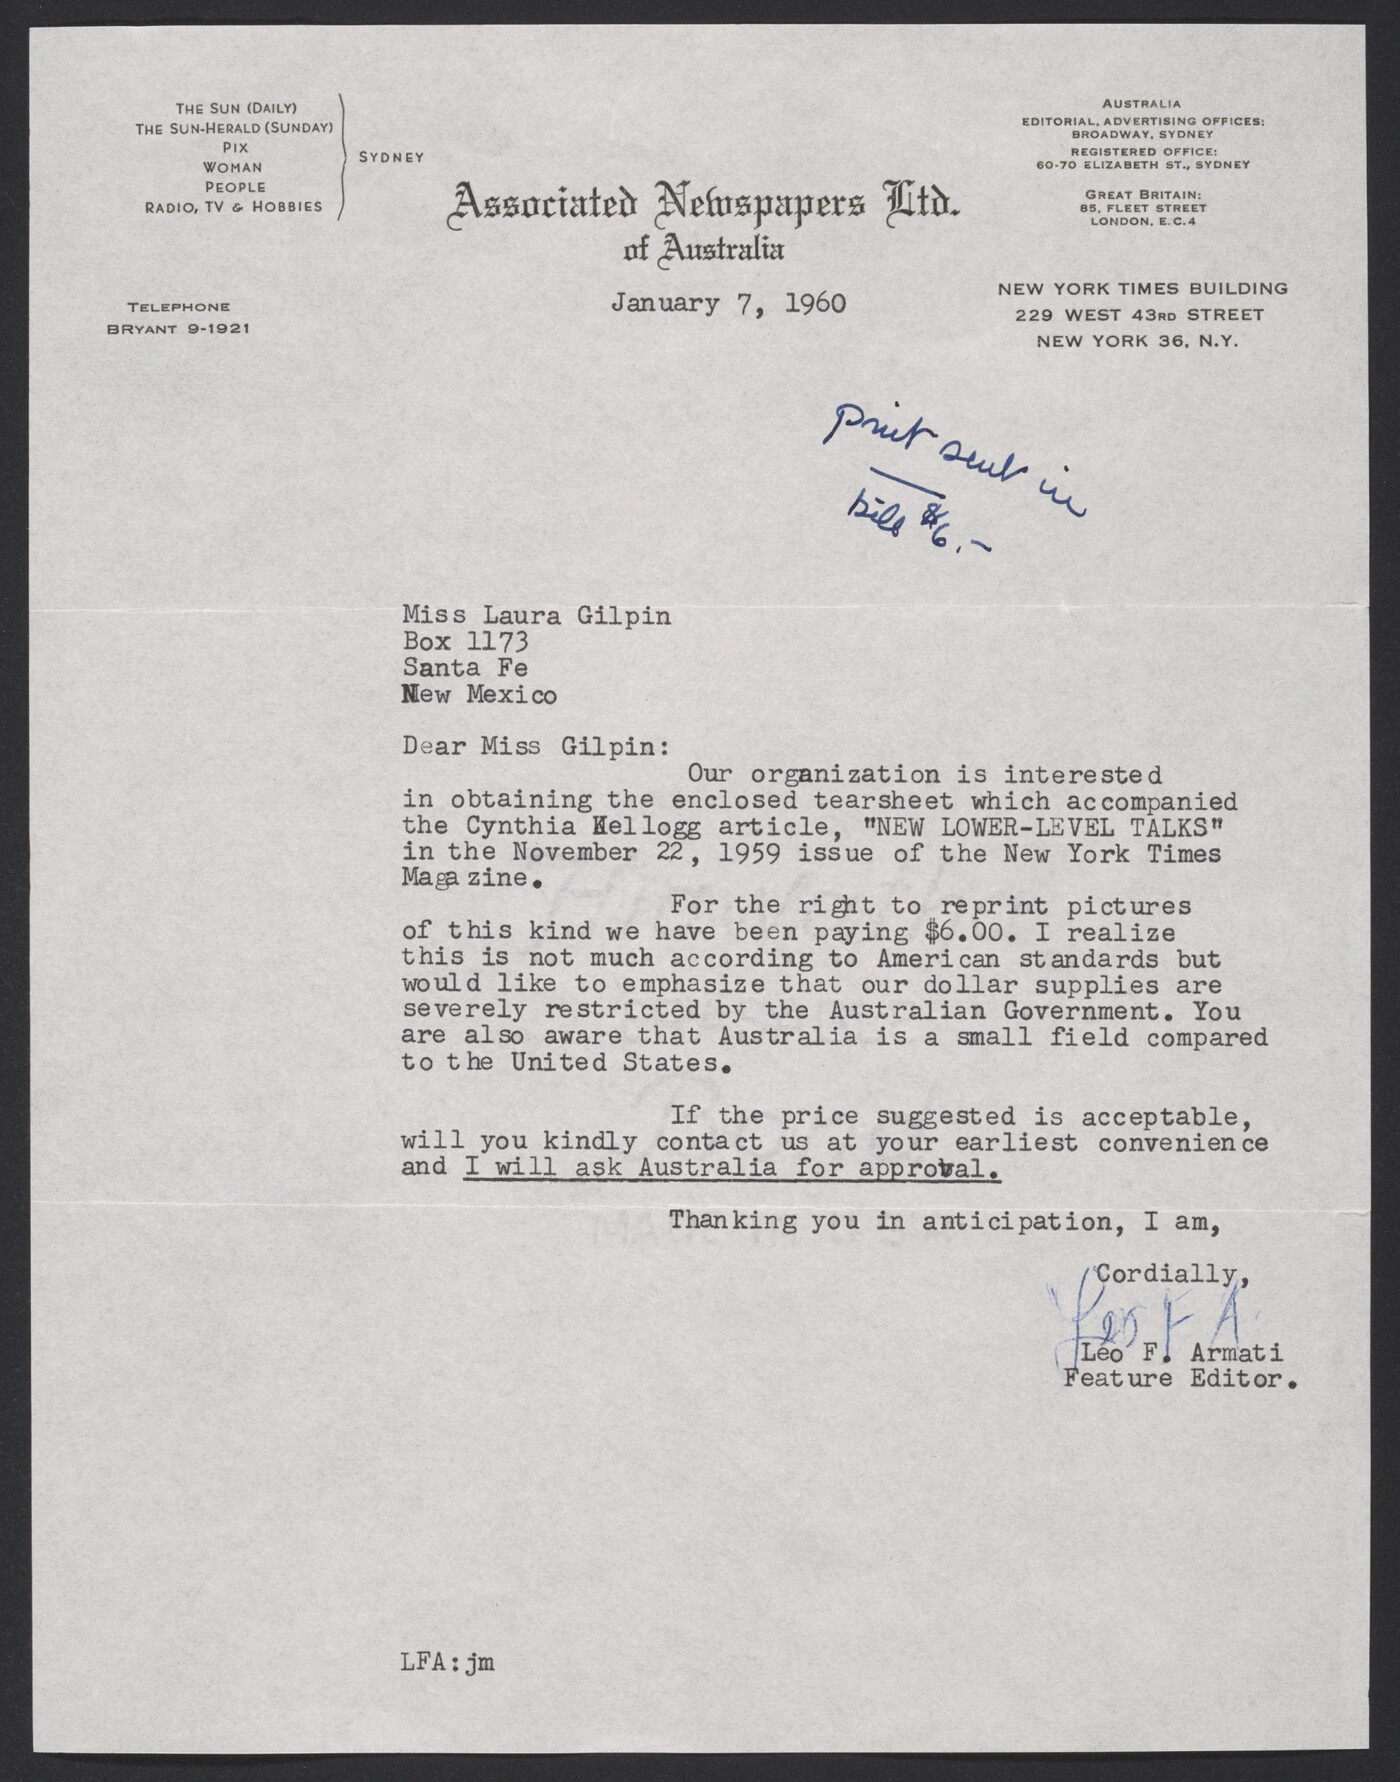 THE SUN (DAILY)
THE SUN-HERALD (SUNDAY)
PIX
WOMAN
PEOPLE
RADIO, TV & HOBBIES
SYDNEY
TELEPHONE
BRYANT 9-1921
Associated Newspapers Ltd.
of Australia
January 7, 1960
AUSTRALIA
EDITORIAL, ADVERTISING OFFICES:
BROADWAY, SYDNEY
REGISTERED OFFICE:
60-70 ELIZABETH ST., SYDNEY
GREAT BRITAIN:
85, FLEET STREET
LONDON, E.C.4
NEW YORK TIMES BUILDING
229 WEST 43RD STREET
NEW YORK 36, N.Y.
print sent in
bill $6.-
Miss Laura Gilpin
Box 1173
Santa Fe
New Mexico
Dear Miss Gilpin:
Our organization is interested
in obtaining the enclosed tearsheet which accompanied
the Cynthia Kellogg article, "NEW LOWER-LEVEL TALKS"
in the November 22, 1959 issue of the New York Times
Magazine.
For the right to reprint pictures
of this kind we have been paying $6.00. I realize
this is not much according to American standards but
would like to emphasize that our dollar supplies are
severely restricted by the Australian Government. You
are also aware that Australia is a small field compared
to the United States.
If the price suggested is acceptable,
will you kindly contact us at your earliest convenience
and I will ask Australia for approval.
Thanking you in anticipation, I am,
Cordially,
Leo F A
Leo F. Armati
Feature Editor.
LFA:jm